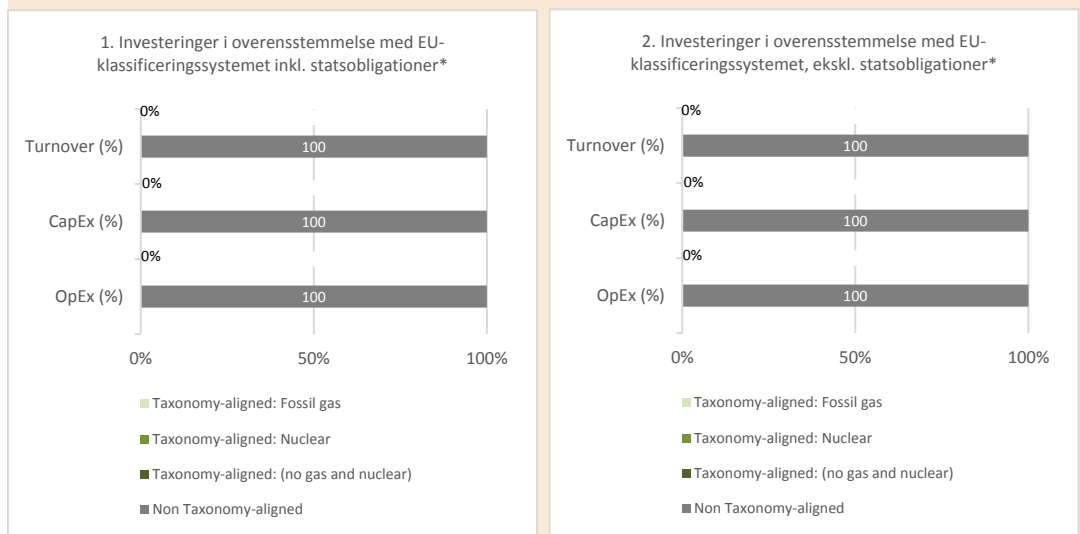 1. Investeringer i overensstemmelse med EU-
klassificeringssystemet inkl. statsobligationer*
0%
Turnover (%)
100
0%
CapEx (%)
100
0%
OpEx (%)
100
0%
50%
100%
Taxonomy-aligned: Fossil gas
Taxonomy-aligned: Nuclear
Taxonomy-aligned: (no gas and nuclear)
Non Taxonomy-aligned
2. Investeringer i overensstemmelse med EU-
klassificeringssystemet, ekskl. statsobligationer*
0%
Turnover (%)
100
0%
CapEx (%)
100
0%
OpEx (%)
100
0%
50%
100%
Taxonomy-aligned: Fossil gas
Taxonomy-aligned: Nuclear
Taxonomy-aligned: (no gas and nuclear)
Non Taxonomy-aligned